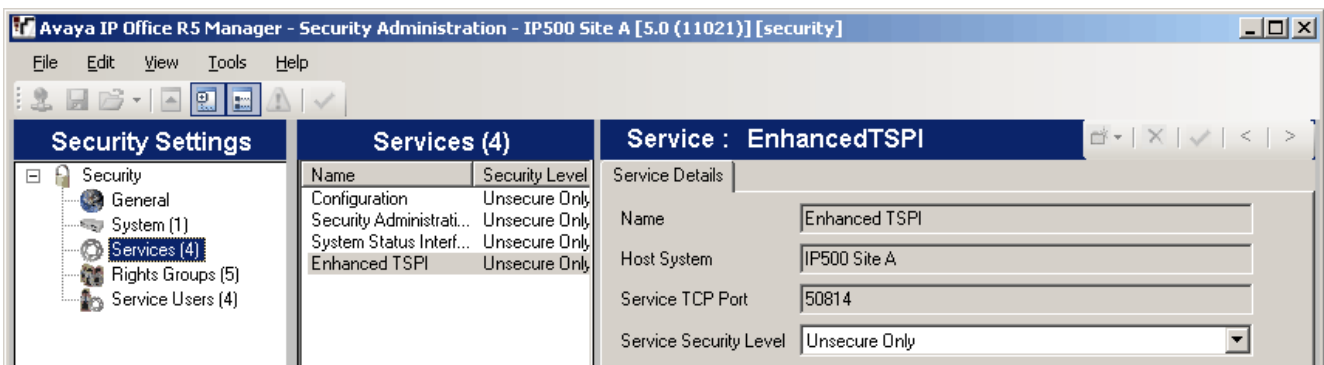 Avaya IP Office R5 Manager - Security Administration - IP500 Site A [5.0 (11021)] [security]
File Edit View Tools Help
Security Settings
Security
General
System (1)
Services (4)
Rights Groups (5)
Service Users (4)
Services (4)
Name Security Level
Configuration Unsecure Only
Security Administrati... Unsecure Only
System Status Interf... Unsecure Only
Enhanced TSPI Unsecure Only
Service : EnhancedTSPI
Service Details
Name Enhanced TSPI
Host System IP500 Site A
Service TCP Port 50814
Service Security Level Unsecure Only